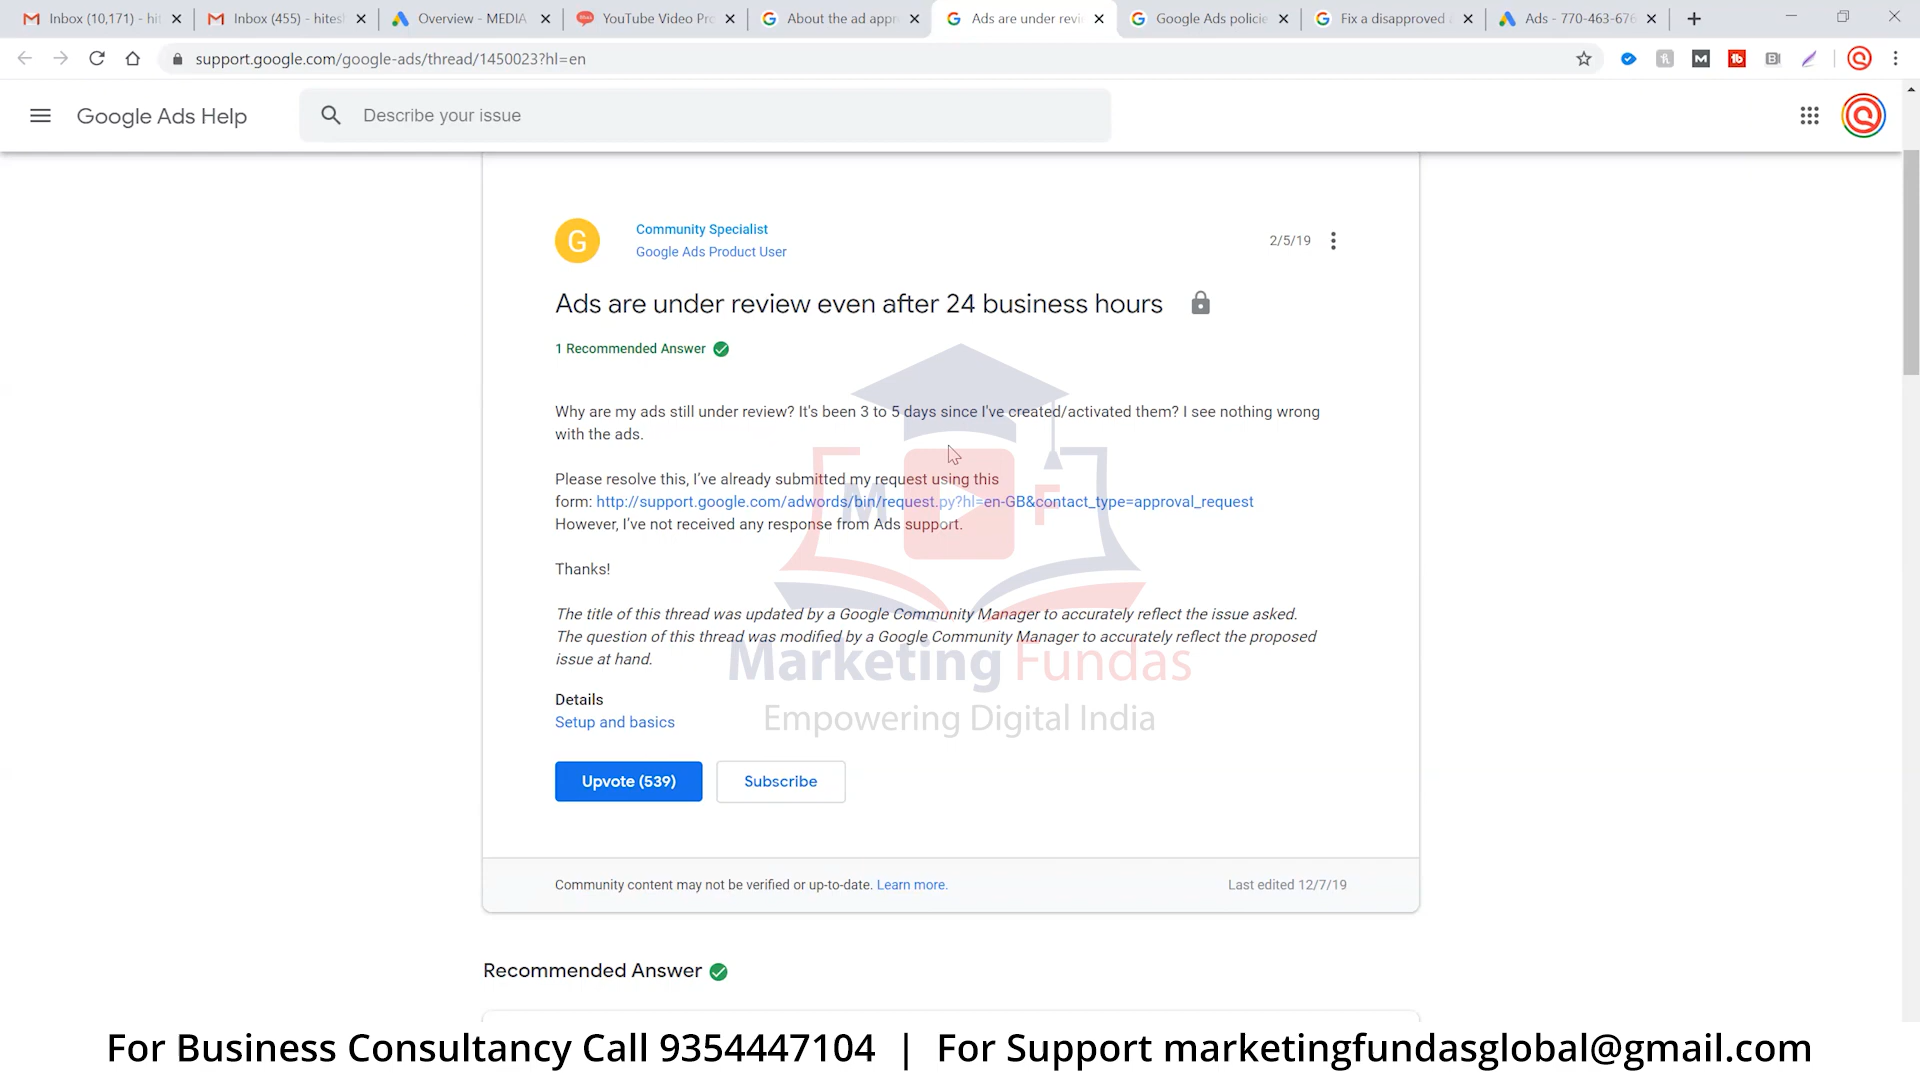 Inbox (10,171) - hit
Inbox (455) - hitesl
Overview - MEDIA
YouTube Video Pro
About the ad appr
Ads are under revi
Google Ads policie
Fix a disapproved a
Ads - 770-463-676
support.google.com/google-ads/thread/1450023?hl=en
Google Ads Help
Describe your issue
G
Community Specialist
Google Ads Product User
2/5/19
Ads are under review even after 24 business hours
1 Recommended Answer
Why are my ads still under review? It's been 3 to 5 days since I've created/activated them? I see nothing wrong
with the ads.
Please resolve this, I've already submitted my request using this
form: http://support.google.com/adwords/bin/request.py?hl=en-GB&contact_type=approval_request
However, I've not received any response from Ads support.
M F
Thanks!
The title of this thread was updated by a Google Community Manager to accurately reflect the issue asked.
The question of this thread was modified by a Google Community Manager to accurately reflect the proposed
issue at hand.
Marketing Fundas
Empowering Digital India
Details
Setup and basics
Upvote (539)
Subscribe
Community content may not be verified or up-to-date. Learn more.
Last edited 12/7/19
Recommended Answer
For Business Consultancy Call 9354447104 | For Support marketingfundasglobal@gmail.com